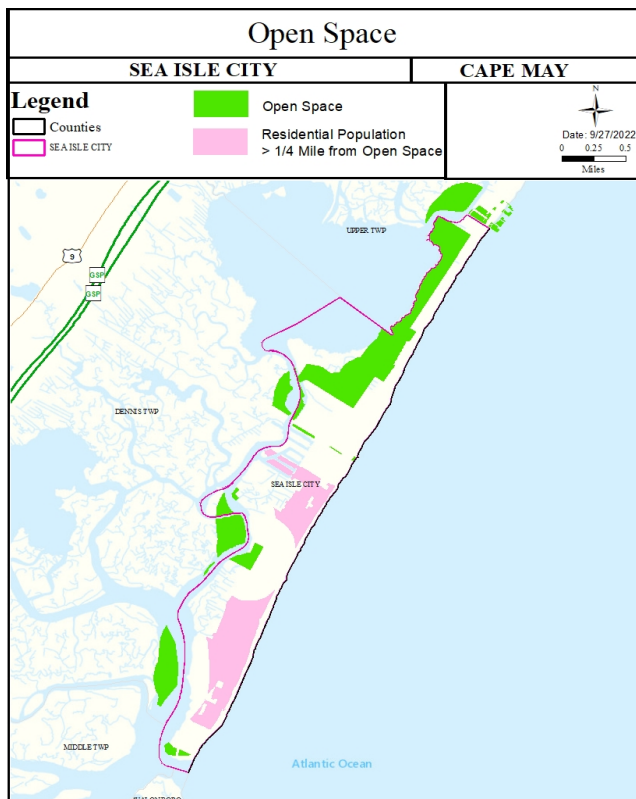 Open Space
SEA ISLE CITY
CAPE MAY
Legend
Counties
SEA ISLE CITY
Open Space
Residential Population
> 1/4 Mile from Open Space
N
Date: 9/27/2022
0 0.25 0.5
Miles
UPPER TWP
9
GSP
GSP
DENNIS TWP
SEA ISLE CITY
MIDDLE TWP
Atlantic Ocean